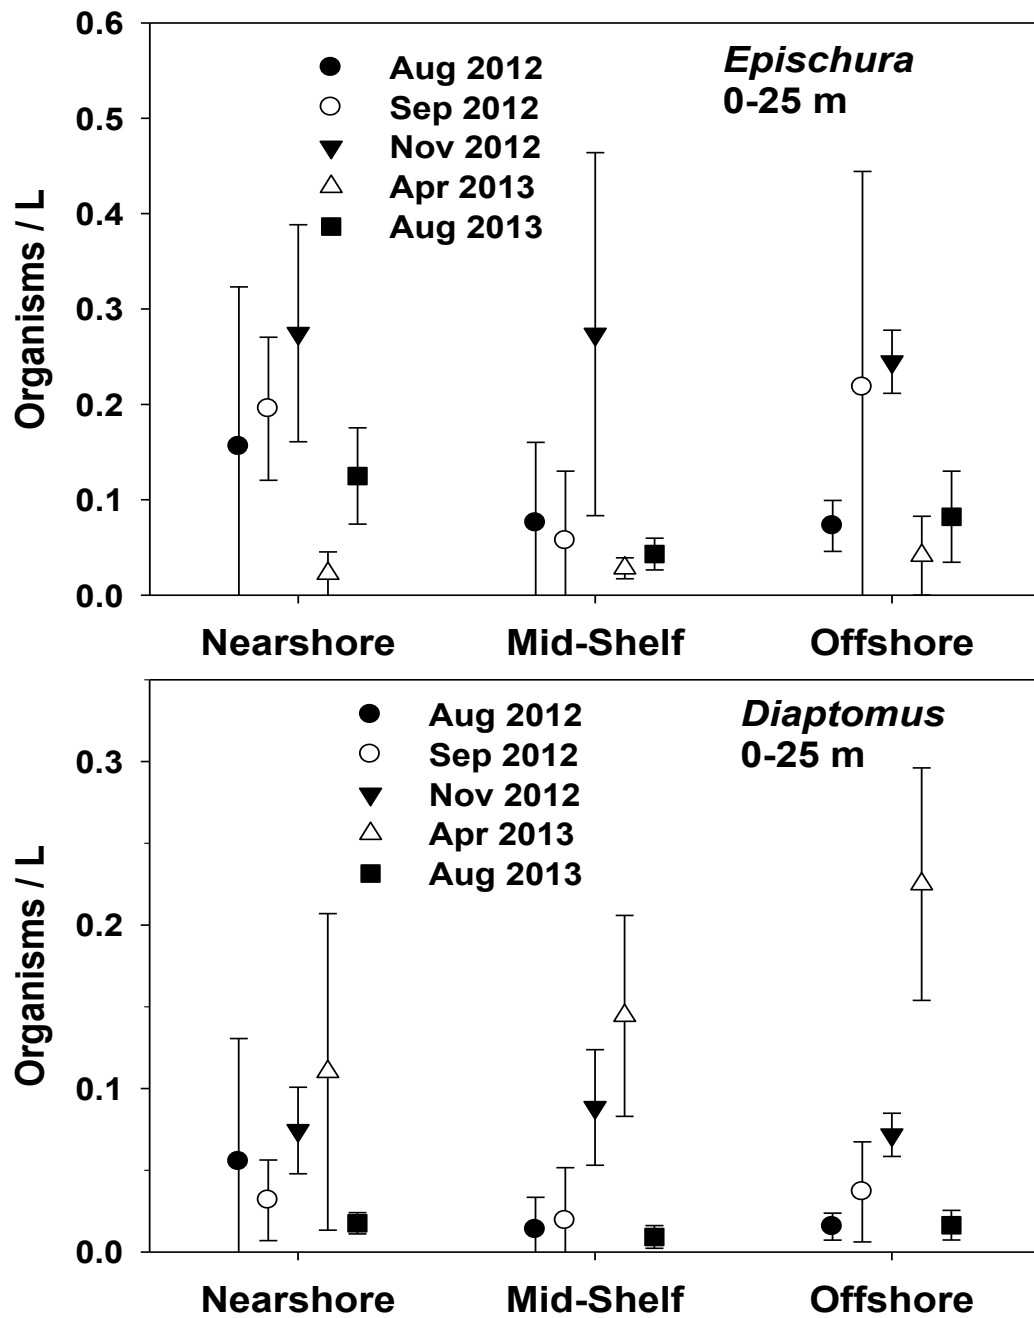 0.6
0.5
0.4
0.3
0.2
0.1
0.0
Organisms / L
Aug 2012
Sep 2012
Nov 2012
Apr 2013
Aug 2013
Epischura
0-25 m
Nearshore Mid-Shelf Offshore
0.3
0.2
0.1
0.0
Organisms / L
Aug 2012
Sep 2012
Nov 2012
Apr 2013
Aug 2013
Diaptomus
0-25 m
Nearshore Mid-Shelf Offshore